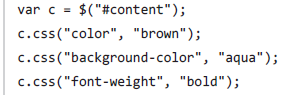 var c = $("#content");
c.css("color", "brown");
c.css("background-color", "aqua");
c.css("font-weight", "bold");